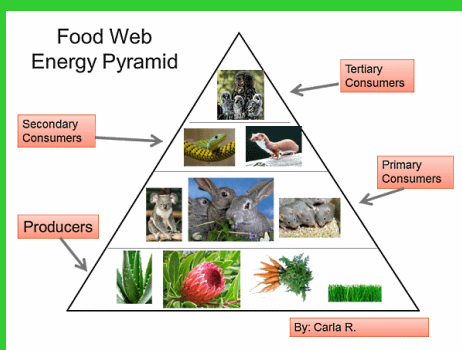 Food Web
Energy Pyramid
Tertiary
Consumers
Secondary
Consumers
Primary
Consumers
Producers
By: Carla R.